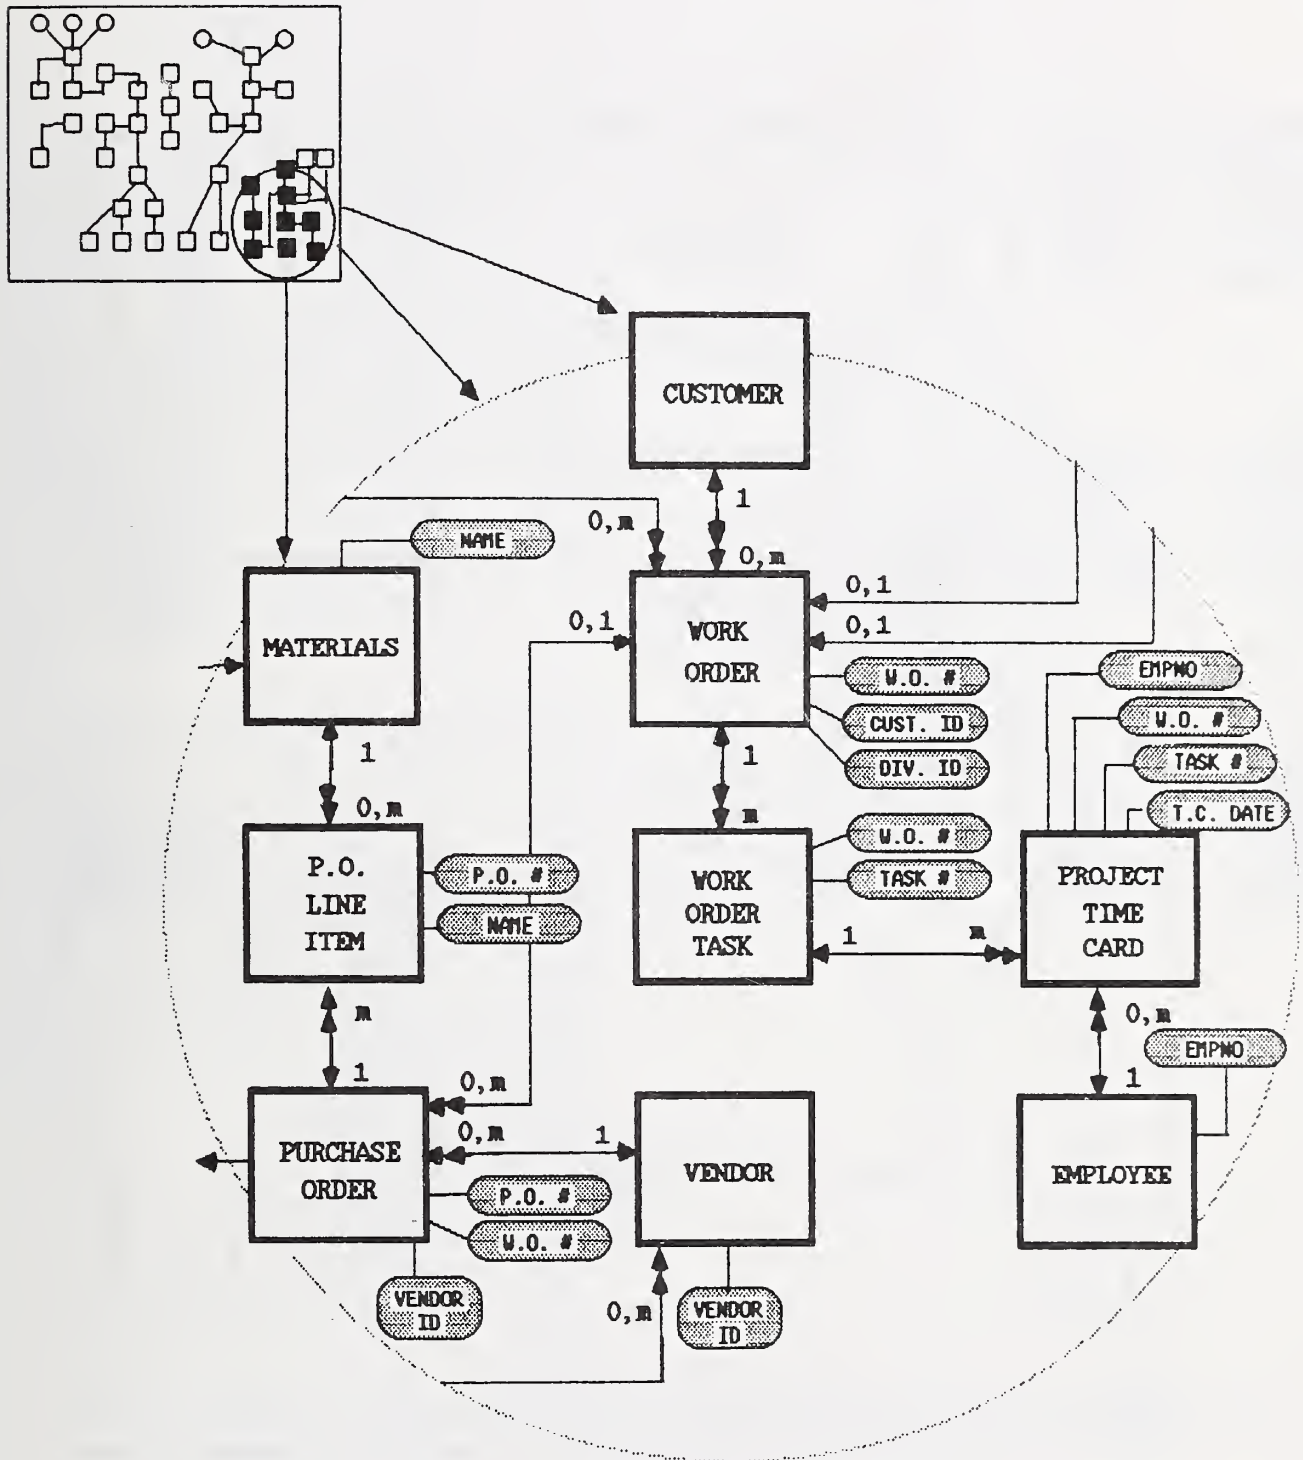 CUSTOMER
1
0,m
0,m
NAME
MATERIALS
WORK
ORDER
0,1
0,1
0,1
W.O. #
CUST. ID
DIV. ID
EMPNO
W.O. #
TASK #
T.C. DATE
1
0,m
1
m
P.O.
LINE
ITEM
P.O. #
NAME
WORK
ORDER
TASK
W.O. #
TASK #
PROJECT
TIME
CARD
1
m
m
1
0,m
1
EMPNO
PURCHASE
ORDER
0,m
0,m
1
VENDOR
EMPLOYEE
P.O. #
W.O. #
VENDOR
ID
0,m
VENDOR
ID